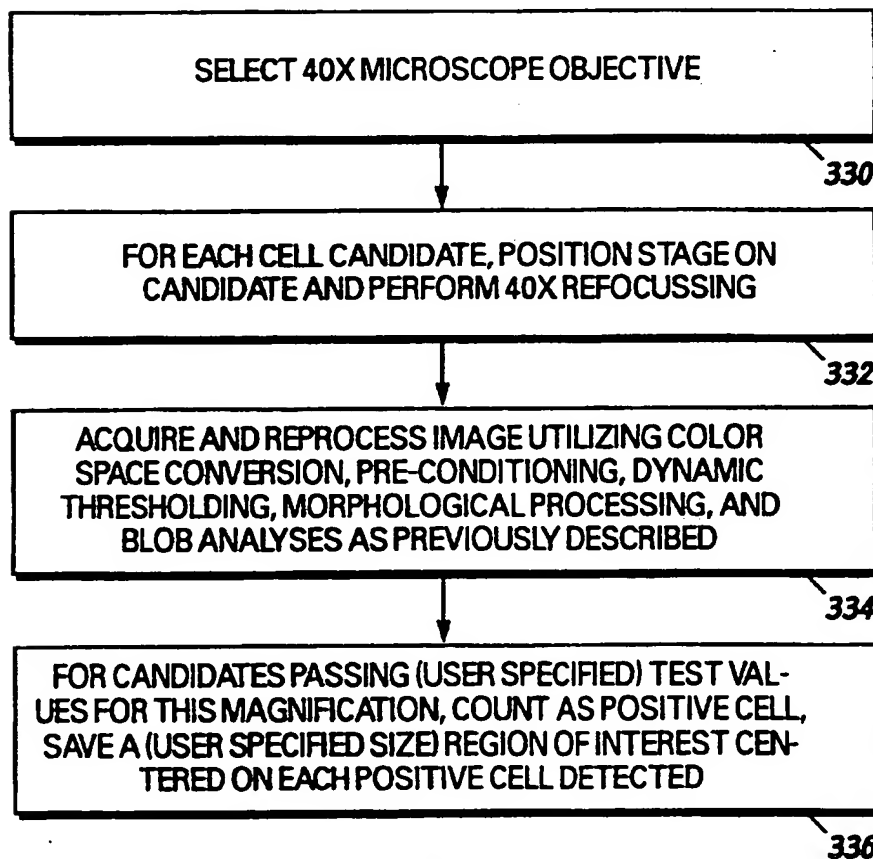 SELECT 40X MICROSCOPE OBJECTIVE
330
FOR EACH CELL CANDIDATE, POSITION STAGE ON
CANDIDATE AND PERFORM 40X REFOCUSSING
332
ACQUIRE AND REPROCESS IMAGE UTILIZING COLOR
SPACE CONVERSION, PRE-CONDITIONING, DYNAMIC
THRESHOLDING, MORPHOLOGICAL PROCESSING, AND
BLOB ANALYSES AS PREVIOUSLY DESCRIBED
334
FOR CANDIDATES PASSING (USER SPECIFIED) TEST VAL-
UES FOR THIS MAGNIFICATION, COUNT AS POSITIVE CELL,
SAVE A (USER SPECIFIED SIZE) REGION OF INTEREST CEN-
TERED ON EACH POSITIVE CELL DETECTED
336